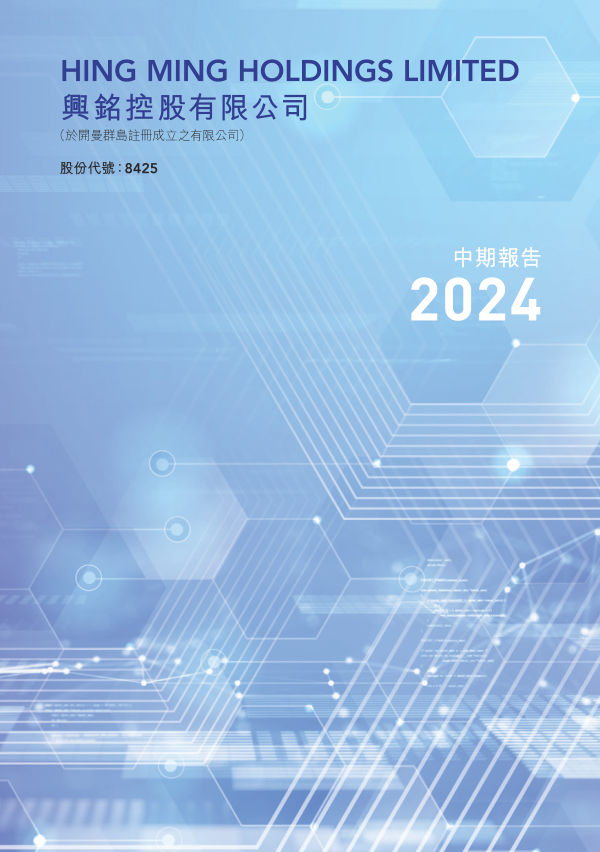 HING MING HOLDINGS LIMITED
興銘控股有限公司
（於開曼群島註冊成立之有限公司）
股份代號：8425
中期報告
2024